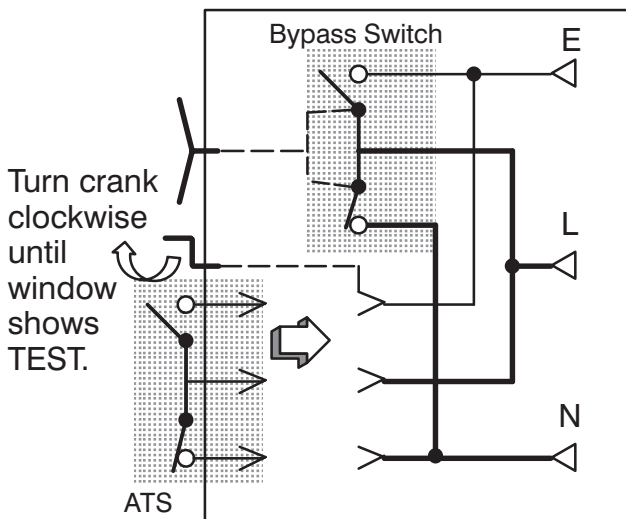 Bypass Switch
E
Turn crank
clockwise
until
window
shows
TEST.
L
N
ATS